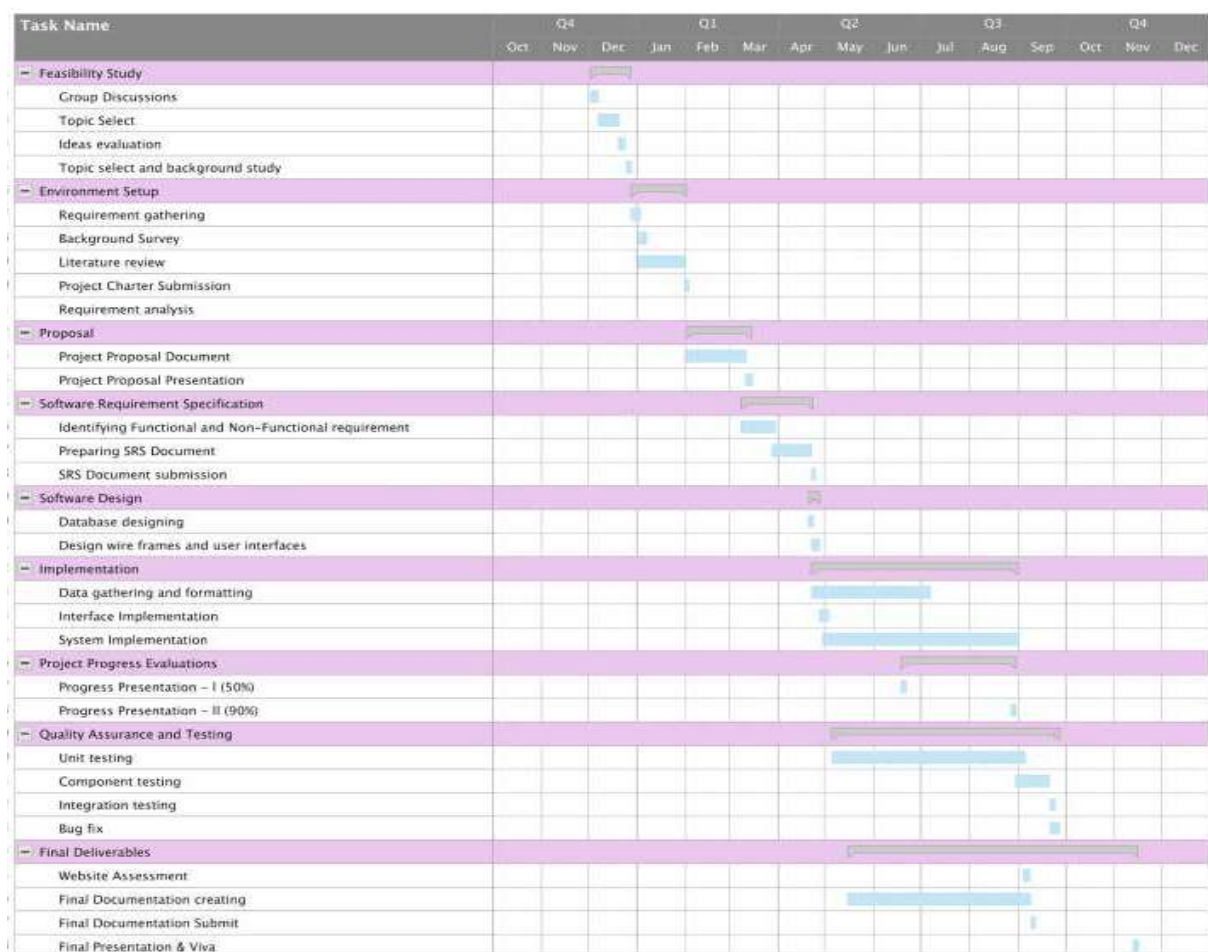 Task Name
Q4 Q1 Q2 Q3 Q4
Oct Nov Dec Jan Feb Mar Apr May Jun Jul Aug Sep Oct Nov Dec
Feasibility Study
Group Discussions
Topic Select
Ideas evaluation
Topic select and background study
Environment Setup
Requirement gathering
Background Survey
Literature review
Project Charter Submission
Requirement analysis
Proposal
Project Proposal Document
Project Proposal Presentation
Software Requirement Specification
Identifying Functional and Non-Functional requirement
Preparing SRS Document
SRS Document submission
Software Design
Database designing
Design wire frames and user interfaces
Implementation
Data gathering and formatting
Interface Implementation
System Implementation
Project Progress Evaluations
Progress Presentation - I (50%)
Progress Presentation - II (90%)
Quality Assurance and Testing
Unit testing
Component testing
Integration testing
Bug fix
Final Deliverables
Website Assessment
Final Documentation creating
Final Documentation Submit
Final Presentation & Viva